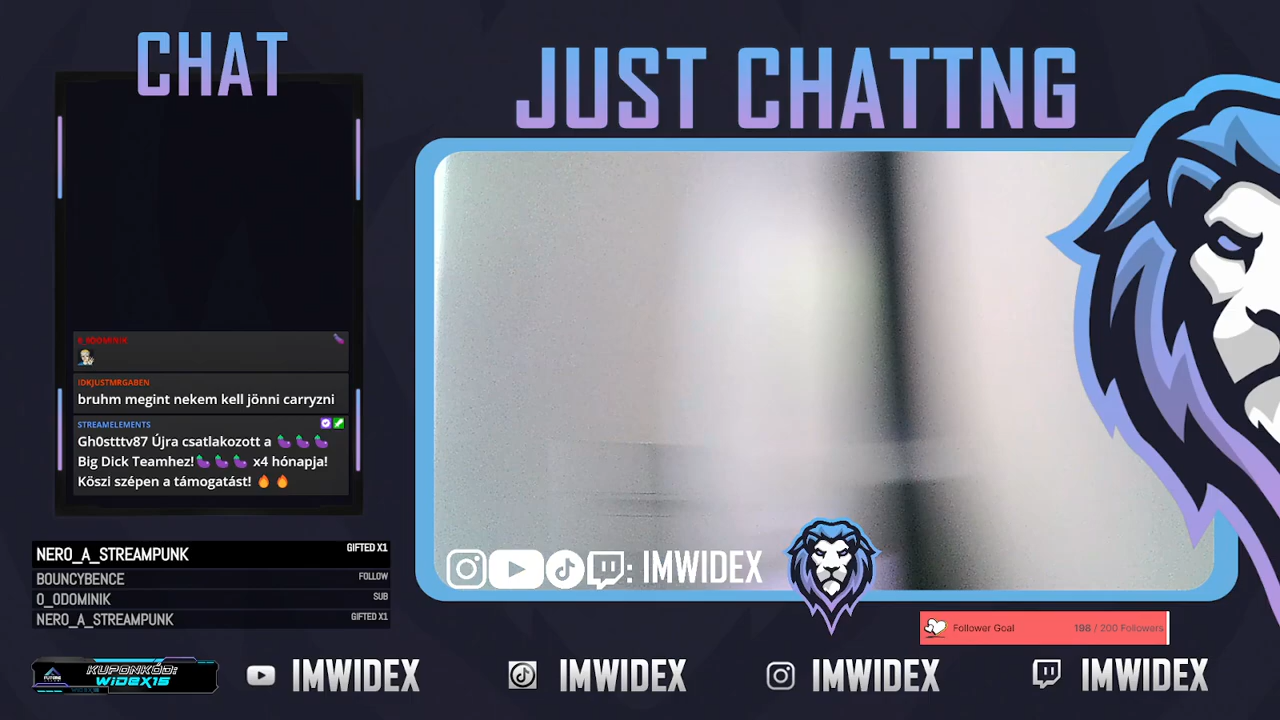 CHAT
JUST CHATTNG
0_0DOMINIK
IDKJUSTMRGABEN
bruhm megint nekem kell jönni carryzni
STREAMELEMENTS
Gh0stttv87 Újra csatlakozott a 🍆 🍆 🍆
Big Dick Teamhez!🍆 🍆 🍆 x4 hónapja!
Köszi szépen a támogatást! 🔥 🔥
NERO_A_STREAMPUNK GIFTED X1
BOUNCYBENCE FOLLOW
0_0DOMINIK SUB
NERO_A_STREAMPUNK GIFTED X1
: IMWIDEX
Follower Goal 198 / 200 Followers
KUPONKÓD:
WIDEX15
IMWIDEX
IMWIDEX
IMWIDEX
IMWIDEX